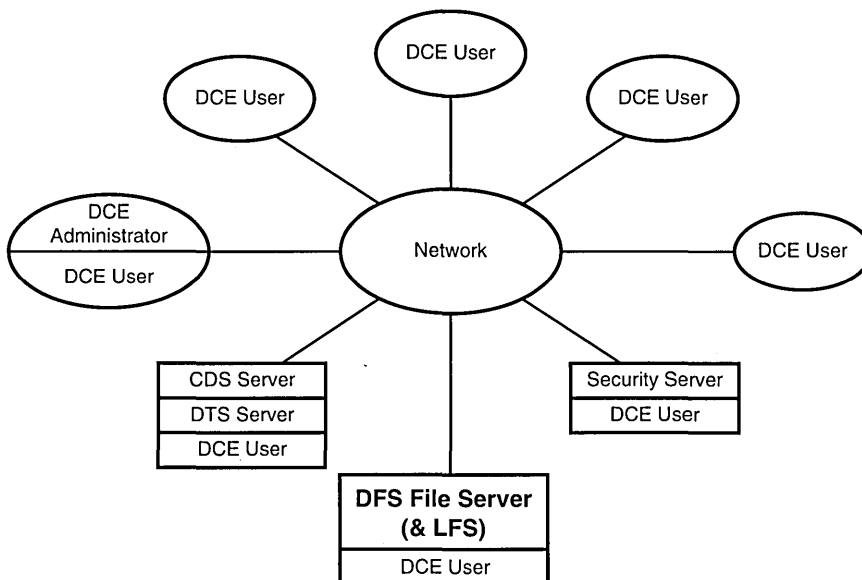 DCE User
DCE User
DCE User
DCE
Administrator
DCE User
Network
DCE User
CDS Server
DTS Server
DCE User
Security Server
DCE User
DFS File Server
(& LFS)
DCE User